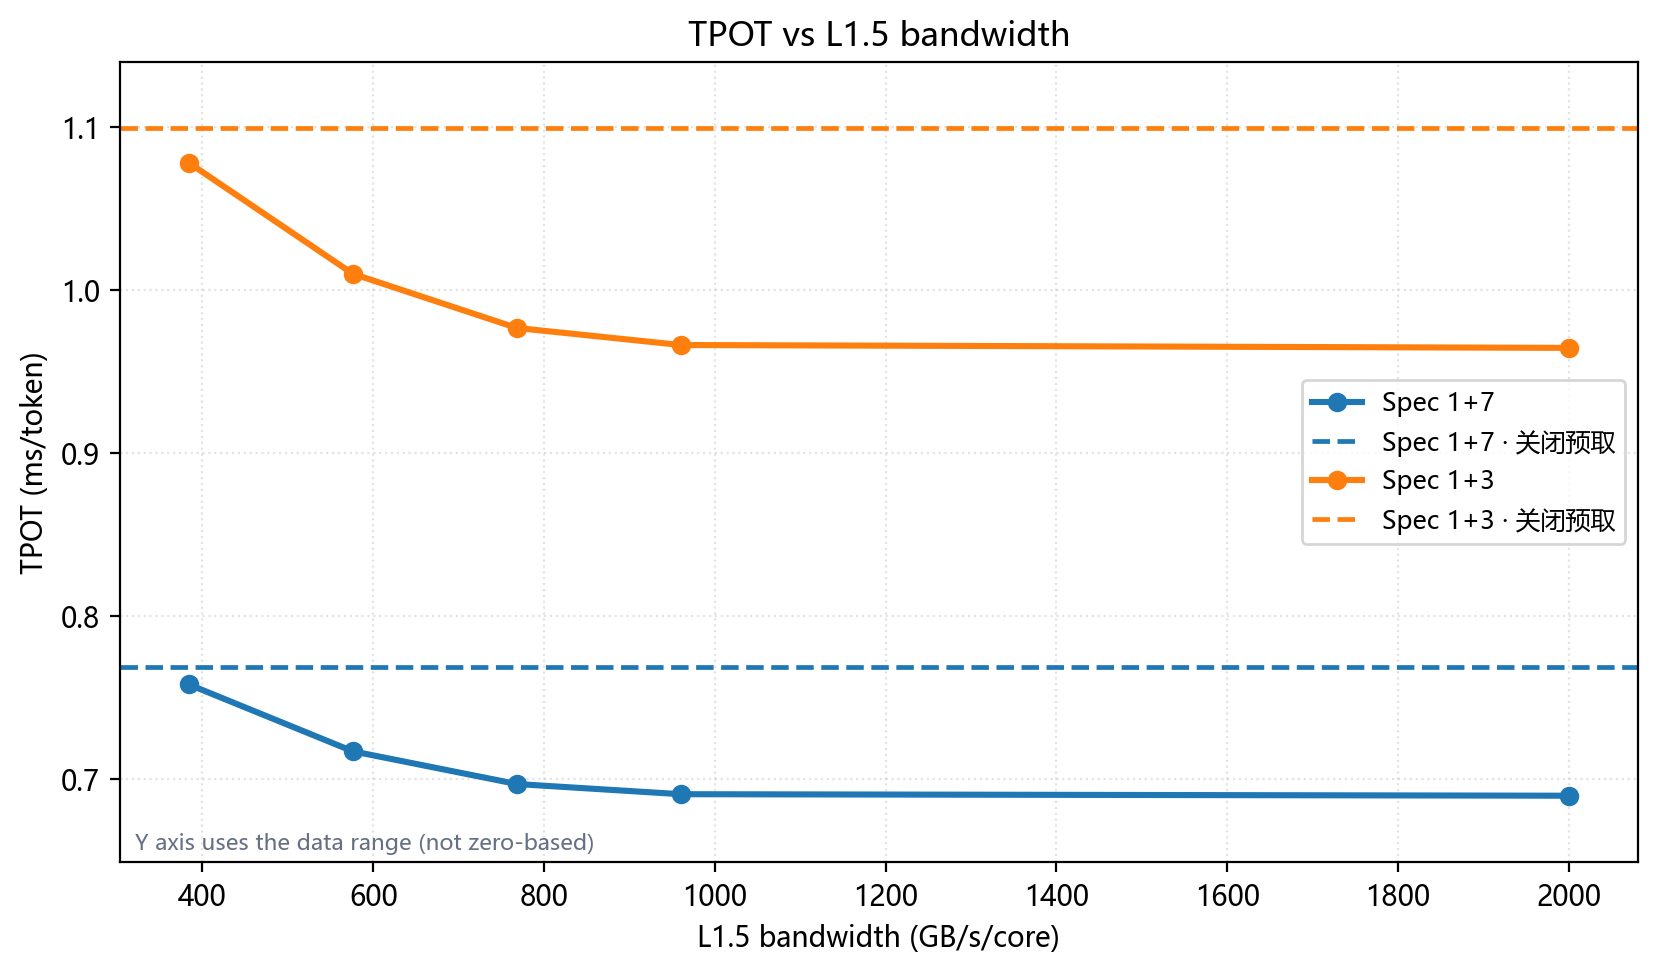 TPOT vs L1.5 bandwidth
TPOT (ms/token)
1.1
1.0
0.9
0.8
0.7
Spec 1+7
Spec 1+7 · 关闭预取
Spec 1+3
Spec 1+3 · 关闭预取
Y axis uses the data range (not zero-based)
400 600 800 1000 1200 1400 1600 1800 2000
L1.5 bandwidth (GB/s/core)